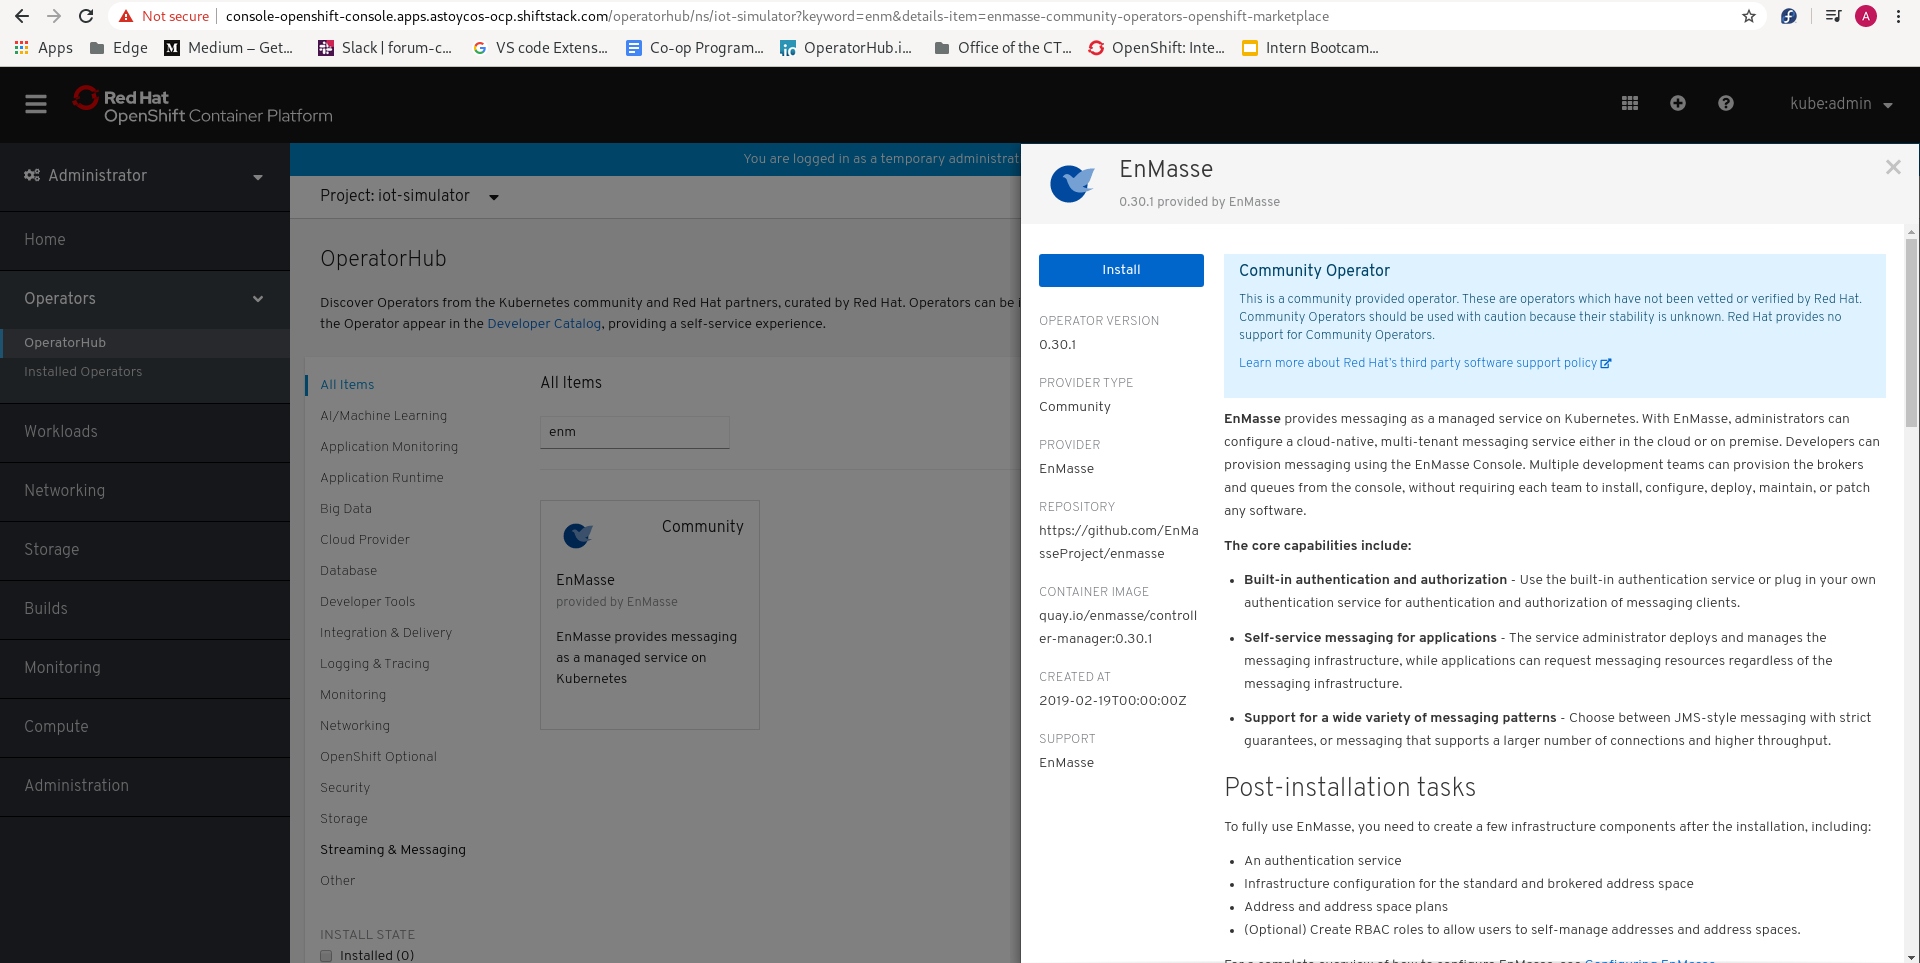 Not secure
console-openshift-console.apps.astoycos-ocp.shiftstack.com/operatorhub/ns/iot-simulator?keyword=enm&details-item=enmasse-community-operators-openshift-marketplace
A
Apps
Edge
Medium – Get...
Slack | forum-c...
VS code Extens...
Co-op Program...
OperatorHub.i...
Office of the CT...
OpenShift: Inte...
Intern Bootcam...
Red Hat
OpenShift Container Platform
kube:admin
Administrator
Home
Operators
OperatorHub
Installed Operators
Workloads
Networking
Storage
Builds
Monitoring
Compute
Administration
You are logged in as a temporary administrat
Project: iot-simulator
OperatorHub
Discover Operators from the Kubernetes community and Red Hat partners, curated by Red Hat. Operators can be i
the Operator appear in the Developer Catalog, providing a self-service experience.
All Items
AI/Machine Learning
Application Monitoring
Application Runtime
Big Data
Cloud Provider
Database
Developer Tools
Integration & Delivery
Logging & Tracing
Monitoring
Networking
OpenShift Optional
Security
Storage
Streaming & Messaging
Other
INSTALL STATE
Installed (0)
All Items
enm
Community
EnMasse
provided by EnMasse
EnMasse provides messaging
as a managed service on
Kubernetes
EnMasse
0.30.1 provided by EnMasse
Install
OPERATOR VERSION
0.30.1
PROVIDER TYPE
Community
PROVIDER
EnMasse
REPOSITORY
https://github.com/EnMa
sseProject/enmasse
CONTAINER IMAGE
quay.io/enmasse/controll
er-manager:0.30.1
CREATED AT
2019-02-19T00:00:00Z
SUPPORT
EnMasse
Community Operator
This is a community provided operator. These are operators which have not been vetted or verified by Red Hat.
Community Operators should be used with caution because their stability is unknown. Red Hat provides no
support for Community Operators.
Learn more about Red Hat's third party software support policy
EnMasse provides messaging as a managed service on Kubernetes. With EnMasse, administrators can
configure a cloud-native, multi-tenant messaging service either in the cloud or on premise. Developers can
provision messaging using the EnMasse Console. Multiple development teams can provision the brokers
and queues from the console, without requiring each team to install, configure, deploy, maintain, or patch
any software.
The core capabilities include:
• Built-in authentication and authorization - Use the built-in authentication service or plug in your own
authentication service for authentication and authorization of messaging clients.
• Self-service messaging for applications - The service administrator deploys and manages the
messaging infrastructure, while applications can request messaging resources regardless of the
messaging infrastructure.
• Support for a wide variety of messaging patterns - Choose between JMS-style messaging with strict
guarantees, or messaging that supports a larger number of connections and higher throughput.
Post-installation tasks
To fully use EnMasse, you need to create a few infrastructure components after the installation, including:
• An authentication service
• Infrastructure configuration for the standard and brokered address space
• Address and address space plans
• (Optional) Create RBAC roles to allow users to self-manage addresses and address spaces.
For a complete overview of how to configure EnMasse, see Configuring EnMasse